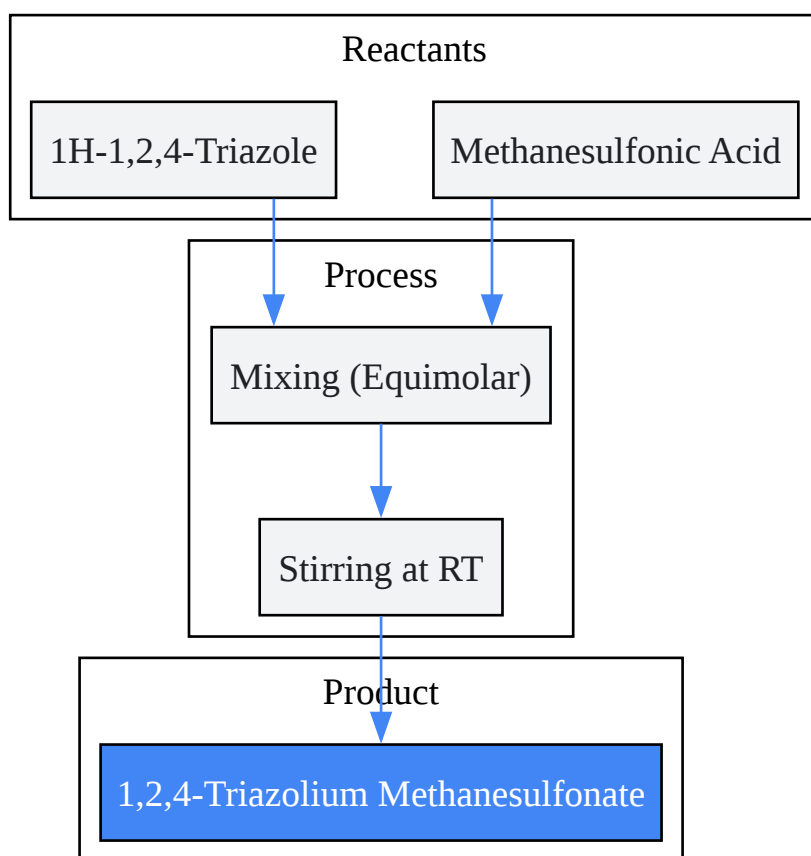 Reactants
1H-1,2,4-Triazole
Methanesulfonic Acid
Process
Mixing (Equimolar)
Stirring at RT
Product
1,2,4-Triazolium Methanesulfonate